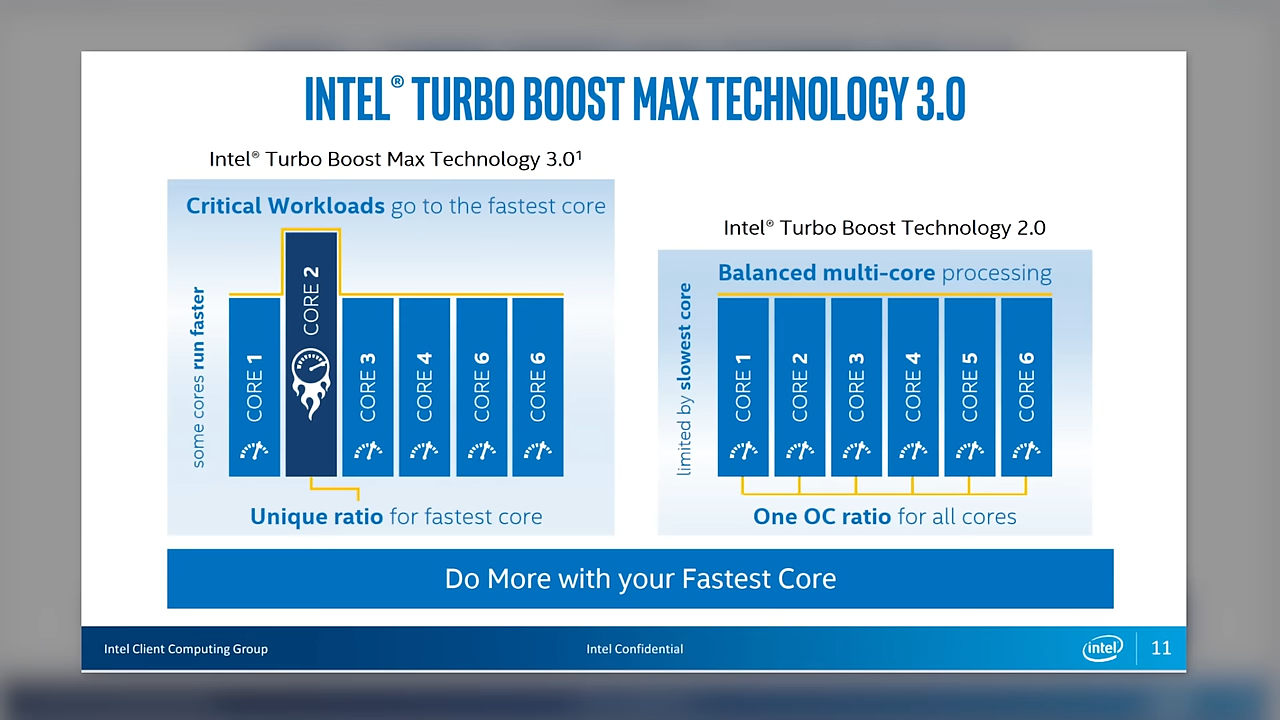 INTEL® TURBO BOOST MAX TECHNOLOGY 3.0
Intel® Turbo Boost Max Technology 3.0¹
Critical Workloads go to the fastest core
some cores run faster
CORE 1
CORE 2
CORE 3
CORE 4
CORE 6
CORE 6
Unique ratio for fastest core
Intel® Turbo Boost Technology 2.0
Balanced multi-core processing
limited by slowest core
CORE 1
CORE 2
CORE 3
CORE 4
CORE 5
CORE 6
One OC ratio for all cores
Do More with your Fastest Core
Intel Client Computing Group
Intel Confidential
intel
11